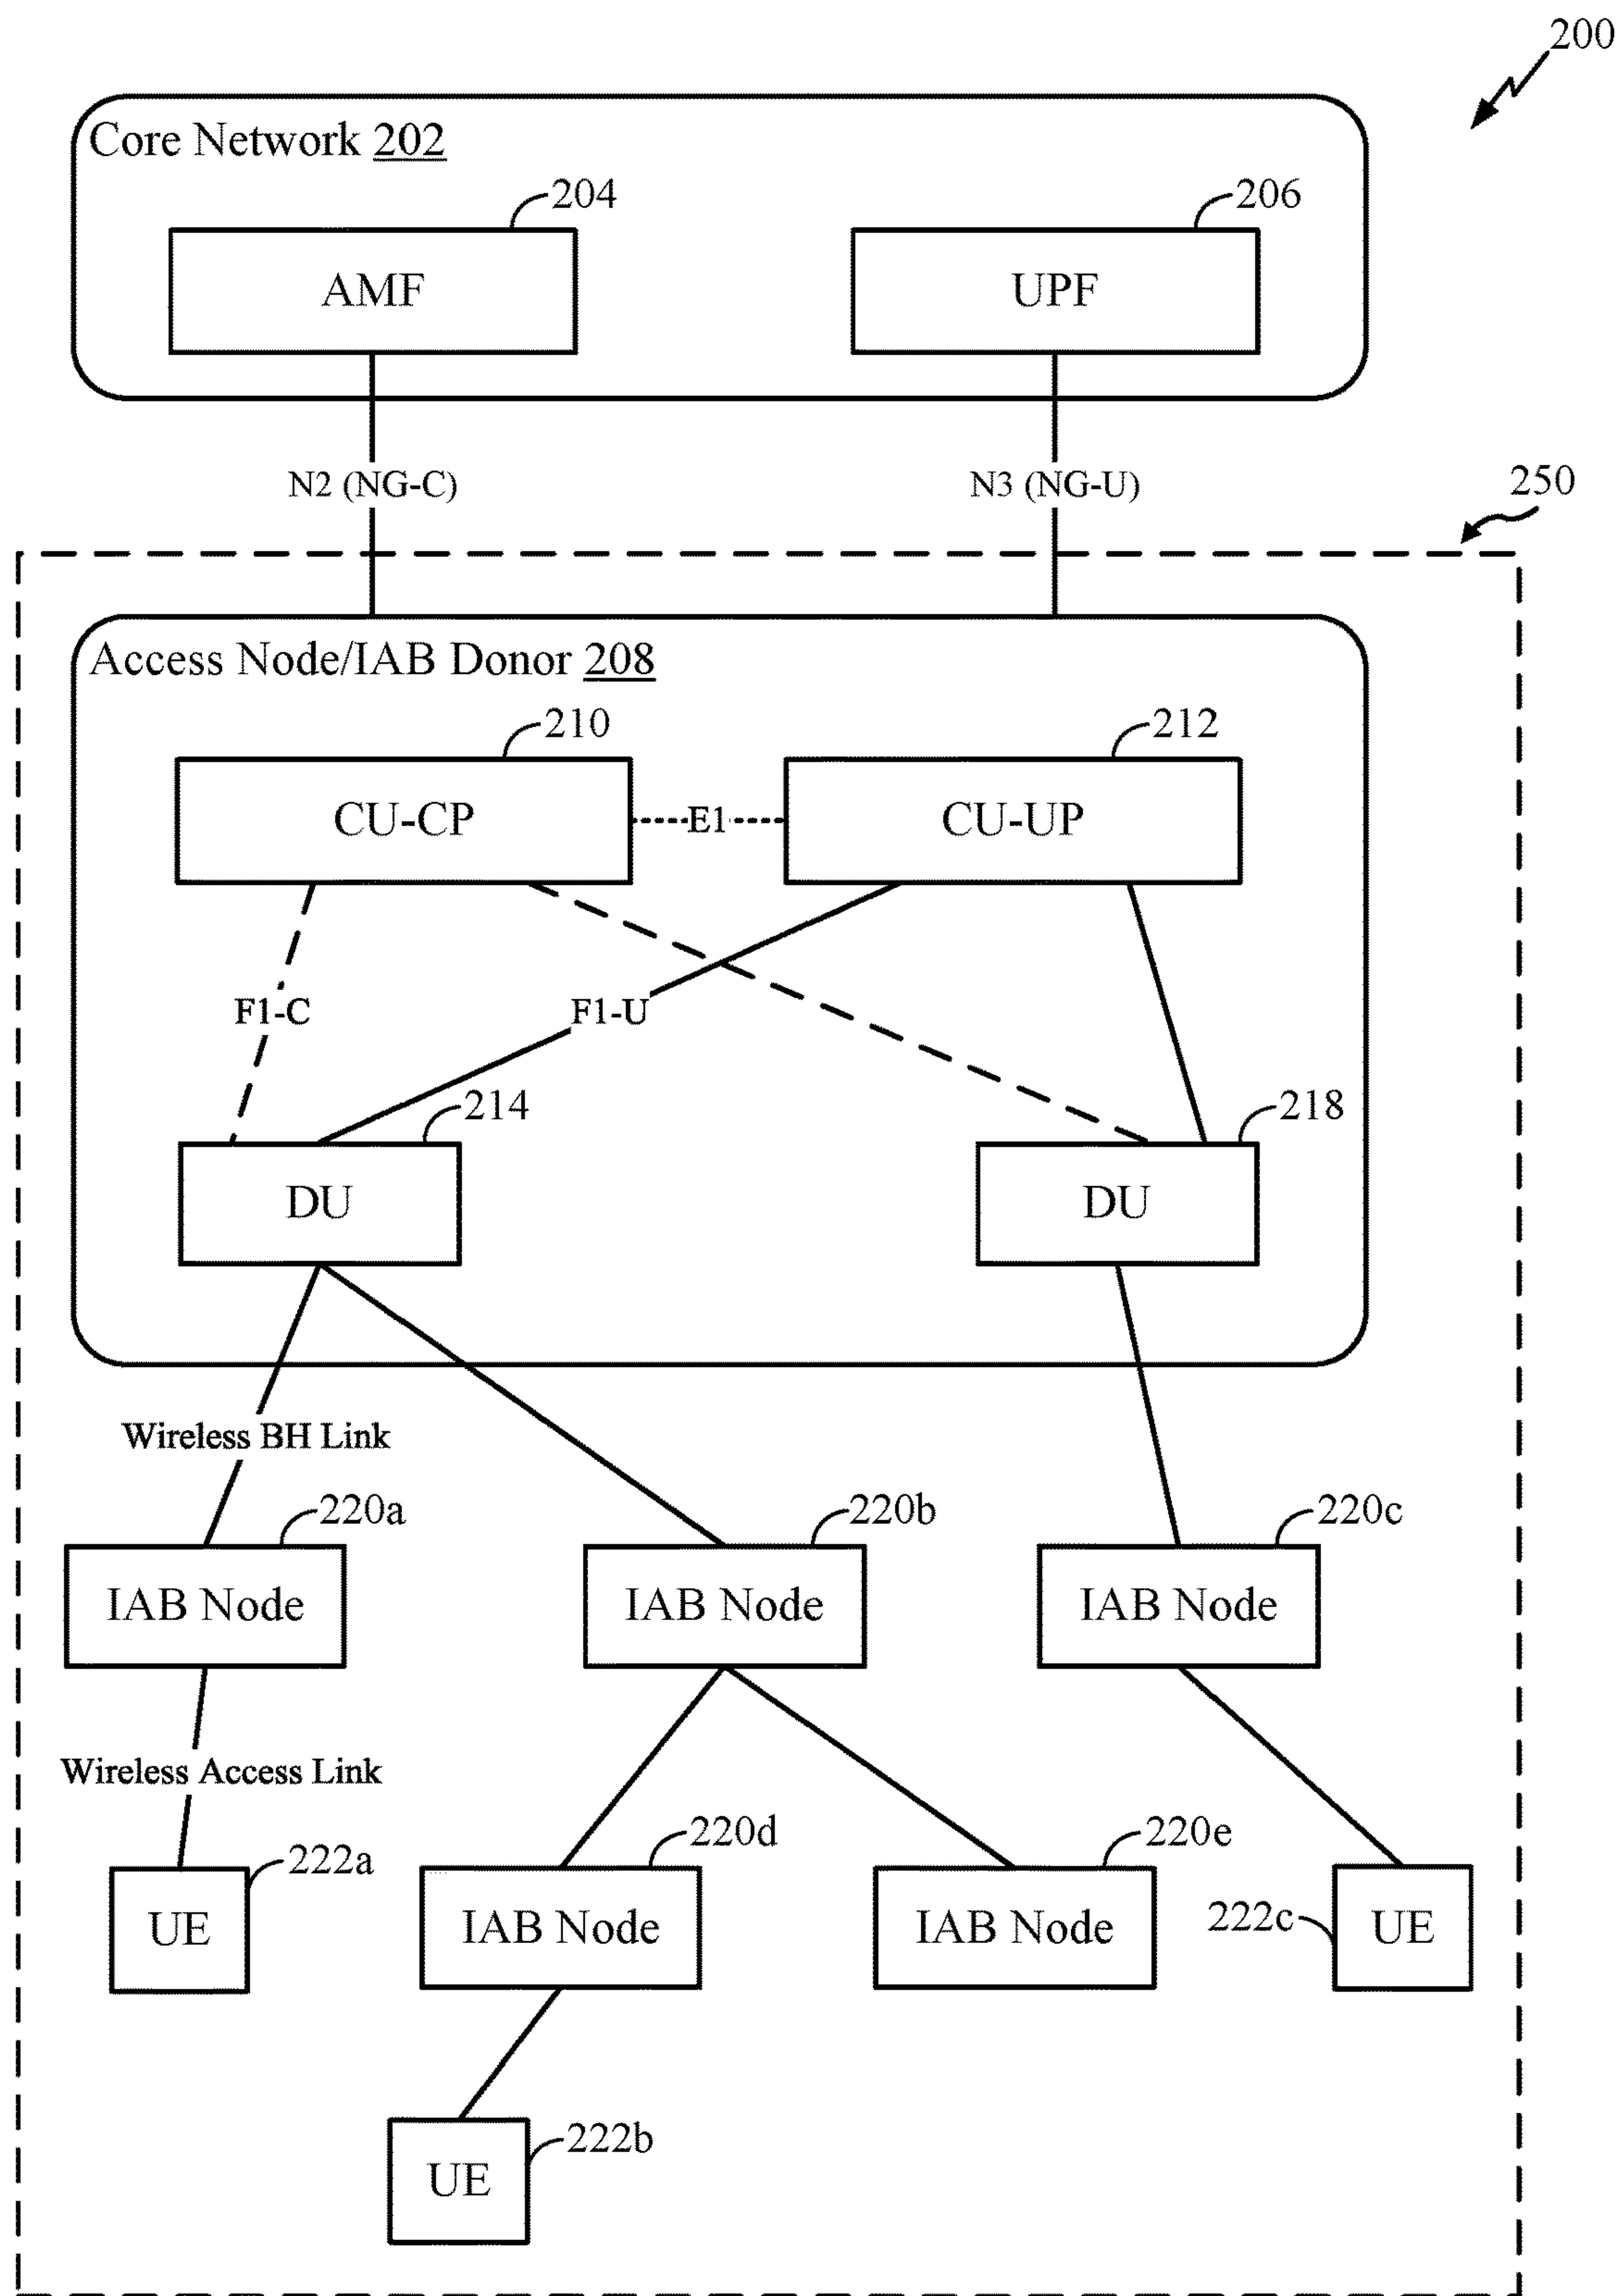 200
Core Network 202
204
206
AMF
UPF
N2 (NG-C)
N3 (NG-U)
250
Access Node/IAB Donor 208
210
212
CU-CP
E1
CU-UP
F1-C
F1-U
214
218
DU
DU
Wireless BH Link
220a
220b
220c
IAB Node
IAB Node
IAB Node
Wireless Access Link
222a
220d
220e
222c
UE
IAB Node
IAB Node
UE
222b
UE